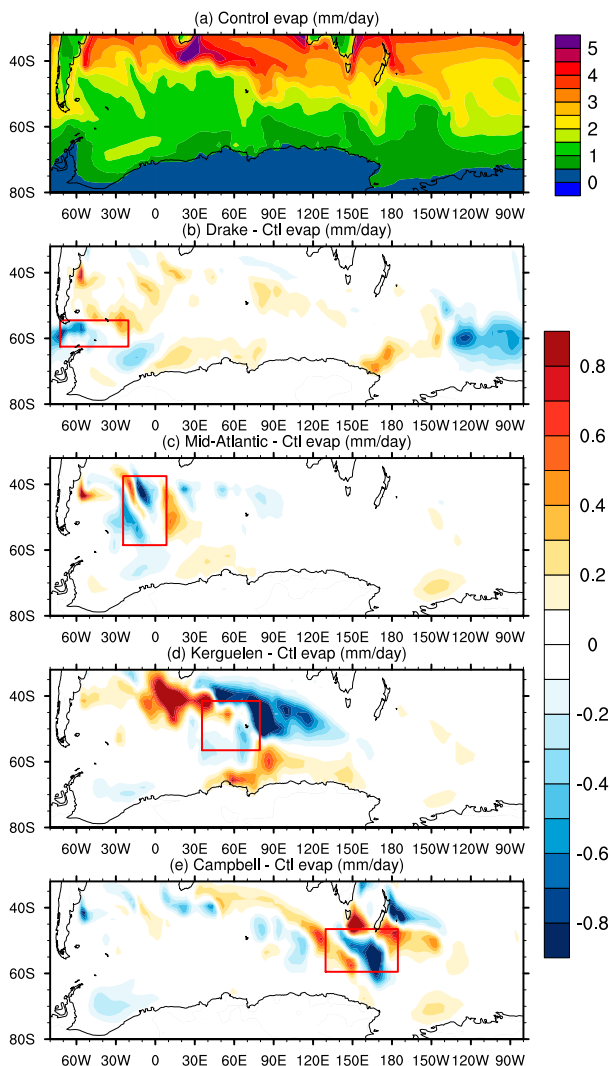 (a) Control evap (mm/day)
40S
60S
80S
60W 30W 0 30E 60E 90E 120E 150E 180E 150W 120W 90W
5
4
3
2
1
0
(b) Drake - Ctl evap (mm/day)
40S
60S
80S
60W 30W 0 30E 60E 90E 120E 150E 180E 150W 120W 90W
(c) Mid-Atlantic - Ctl evap (mm/day)
40S
60S
80S
60W 30W 0 30E 60E 90E 120E 150E 180E 150W 120W 90W
(d) Kerguelen - Ctl evap (mm/day)
40S
60S
80S
60W 30W 0 30E 60E 90E 120E 150E 180E 150W 120W 90W
(e) Campbell - Ctl evap (mm/day)
40S
60S
80S
60W 30W 0 30E 60E 90E 120E 150E 180E 150W 120W 90W
0.8
0.6
0.4
0.2
0
-0.2
-0.4
-0.6
-0.8